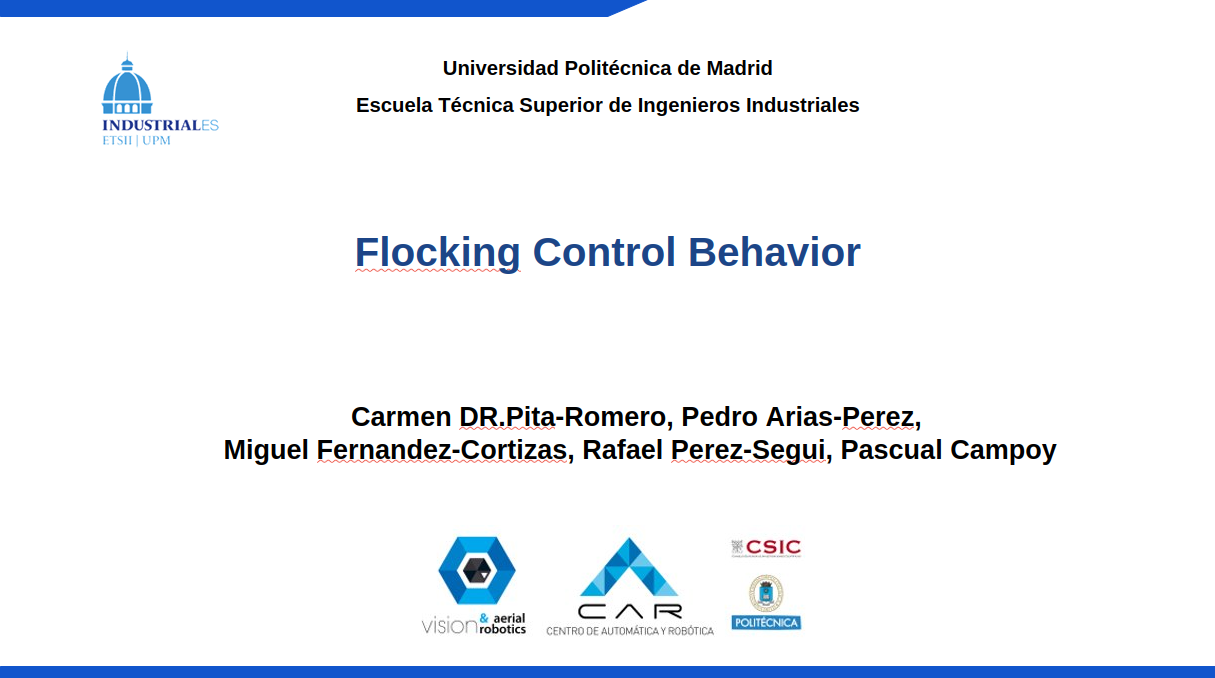 Universidad Politécnica de Madrid
Escuela Técnica Superior de Ingenieros Industriales
INDUSTRIALES
ETSII | UPM
Flocking Control Behavior
Carmen DR.Pita-Romero, Pedro Arias-Perez,
Miguel Fernandez-Cortizas, Rafael Perez-Segui, Pascual Campoy
vision & aerial robotics
CAR
CENTRO DE AUTOMÁTICA Y ROBÓTICA
CSIC
POLITÉCNICA